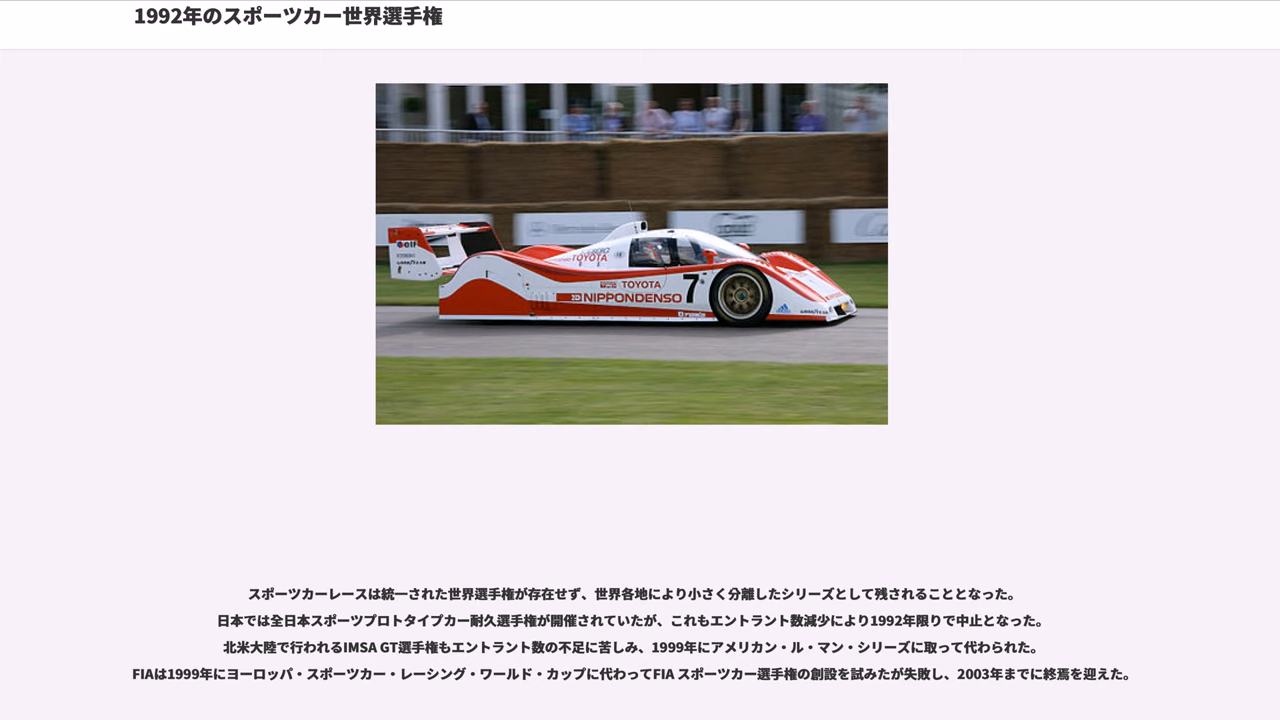 1992年のスポーツカー世界選手権
elf
TOYOTA
TOYOTA
NIPPONDENSO
7
スポーツカーレースは統一された世界選手権が存在せず、世界各地により小さく分離したシリーズとして残されることとなった。
日本では全日本スポーツプロトタイプカー耐久選手権が開催されていたが、これもエントラント数減少により1992年限りで中止となった。
北米大陸で行われるIMSA GT選手権もエントラント数の不足に苦しみ、1999年にアメリカン・ル・マン・シリーズに取って代わられた。
FIAは1999年にヨーロッパ・スポーツカー・レーシング・ワールド・カップに代わってFIA スポーツカー選手権の創設を試みたが失敗し、2003年までに終焉を迎えた。